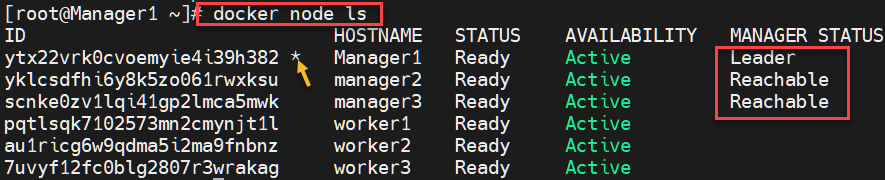 [root@Manager1 ~]# docker node ls
ID HOSTNAME STATUS AVAILABILITY MANAGER STATUS
ytx22vrk0cvoemyie4i39h382 * Manager1 Ready Active Leader
yklcsdfhi6y8k5zo061rwxksu manager2 Ready Active Reachable
scnke0zv1lqi41gp2lmca5mwk manager3 Ready Active Reachable
pqtlsqk7102573mn2cmynjt1l worker1 Ready Active
au1ricg6w9qdma5i2ma9fnbnz worker2 Ready Active
7uvyf12fc0blg2807r3wrakag worker3 Ready Active